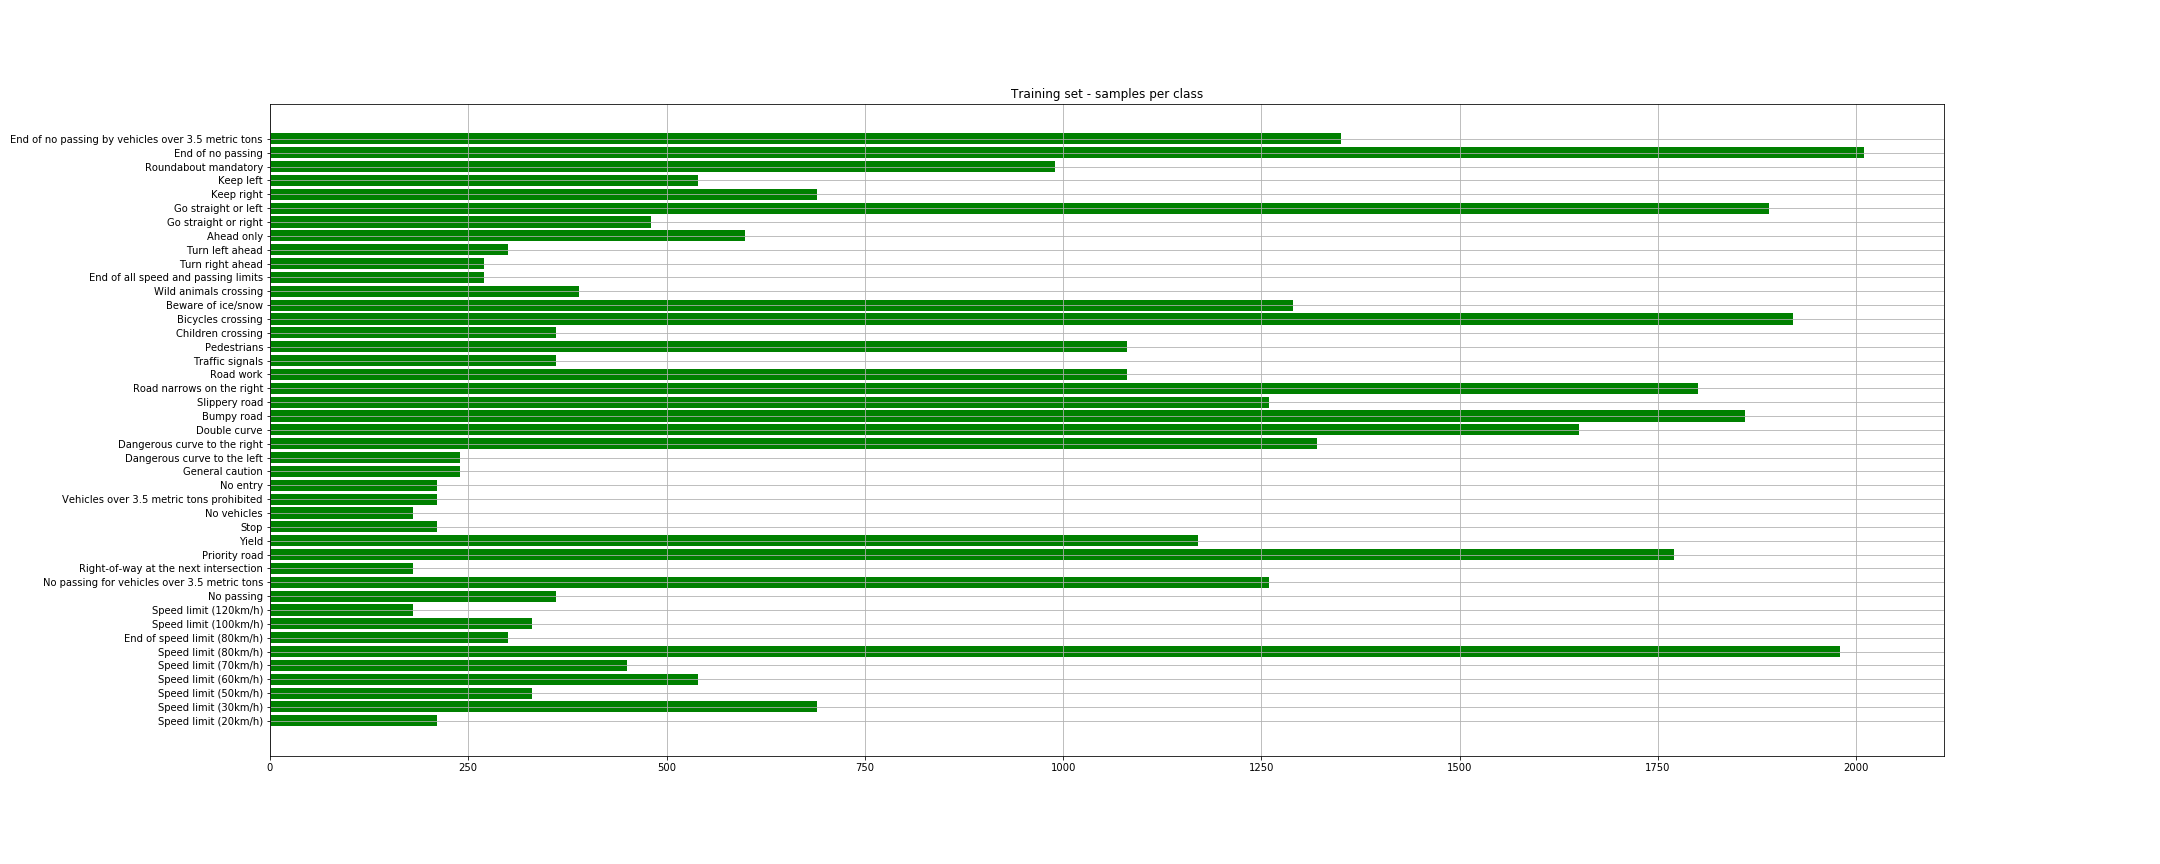 Training set - samples per class
End of no passing by vehicles over 3.5 metric tons
End of no passing
Roundabout mandatory
Keep left
Keep right
Go straight or left
Go straight or right
Ahead only
Turn left ahead
Turn right ahead
End of all speed and passing limits
Wild animals crossing
Beware of ice/snow
Bicycles crossing
Children crossing
Pedestrians
Traffic signals
Road work
Road narrows on the right
Slippery road
Bumpy road
Double curve
Dangerous curve to the right
Dangerous curve to the left
General caution
No entry
Vehicles over 3.5 metric tons prohibited
No vehicles
Stop
Yield
Priority road
Right-of-way at the next intersection
No passing for vehicles over 3.5 metric tons
No passing
Speed limit (120km/h)
Speed limit (100km/h)
End of speed limit (80km/h)
Speed limit (80km/h)
Speed limit (70km/h)
Speed limit (60km/h)
Speed limit (50km/h)
Speed limit (30km/h)
Speed limit (20km/h)
0 250 500 750 1000 1250 1500 1750 2000